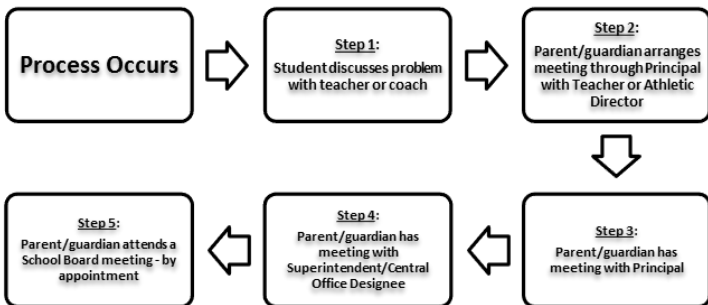 Process Occurs
Step 1:
Student discusses problem
with teacher or coach
Step 2:
Parent/guardian arranges
meeting through Principal
with Teacher or Athletic
Director
Step 3:
Parent/guardian has
meeting with Principal
Step 4:
Parent/guardian has
meeting with
Superintendent/Central
Office Designee
Step 5:
Parent/guardian attends a
School Board meeting - by
appointment